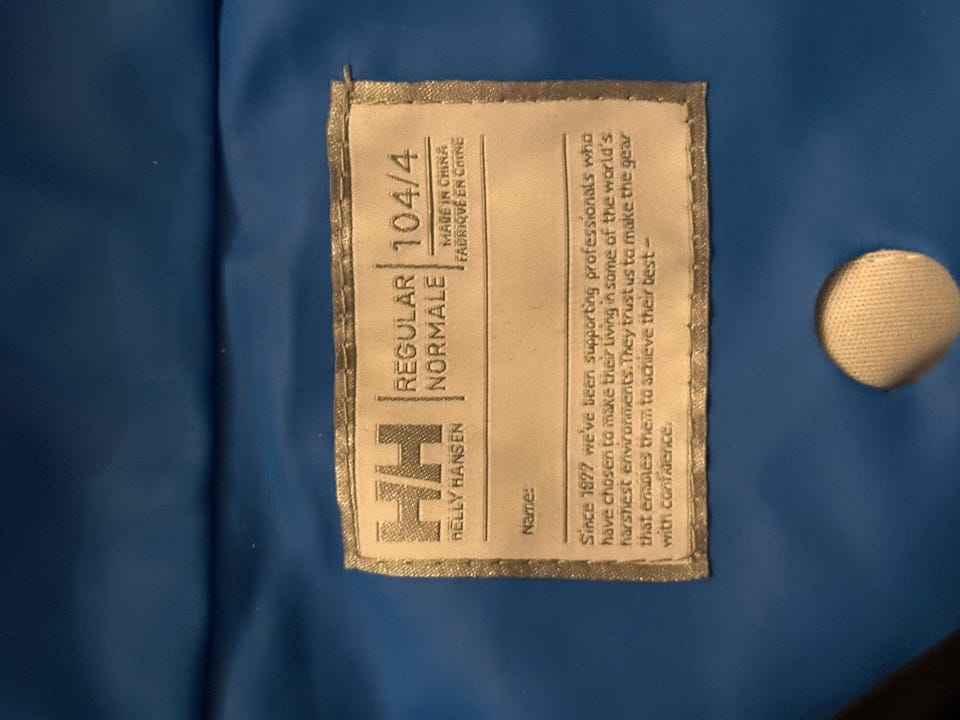 HH
HELLY HANSEN
REGULAR
NORMALE
104/4
MADE IN CHINA
FABRIQUÉ EN CHINE
Name:
Since 1877 we've been supporting professionals who
have chosen to make their living in some of the world's
harshest environments.They trust us to make the gear
that enables them to achieve their best –
with confidence.